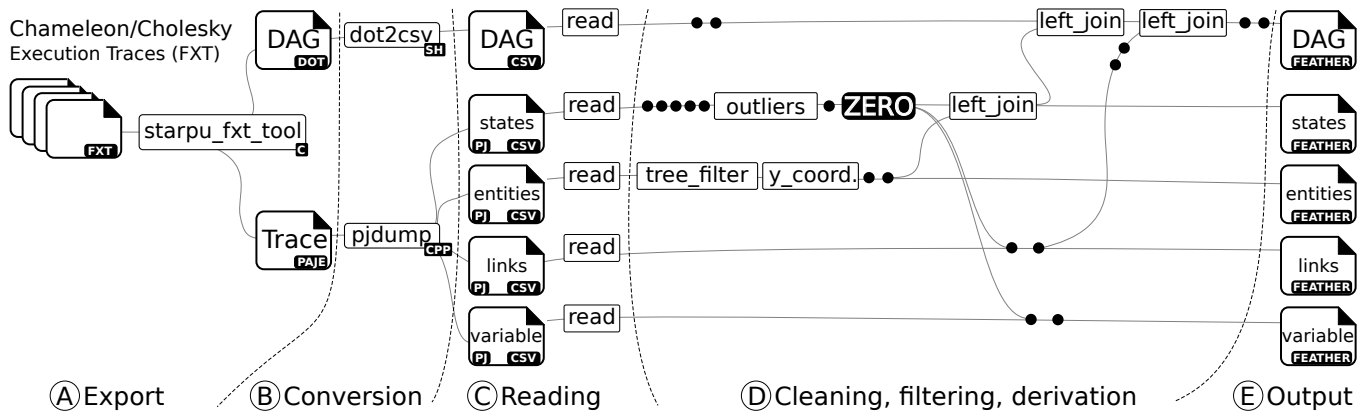 Chameleon/Cholesky
Execution Traces (FXT)
FXT
starpu_fxt_tool
C
DAG
DOT
Trace
PAJE
dot2csv
SH
pjdump
CPP
DAG
CSV
states
PJ CSV
entities
PJ CSV
links
PJ CSV
variable
PJ CSV
read
read
read
read
read
outliers
ZERO
left_join
left_join
left_join
tree_filter
y_coord.
DAG
FEATHER
states
FEATHER
entities
FEATHER
links
FEATHER
variable
FEATHER
A Export
B Conversion
C Reading
D Cleaning, filtering, derivation
E Output